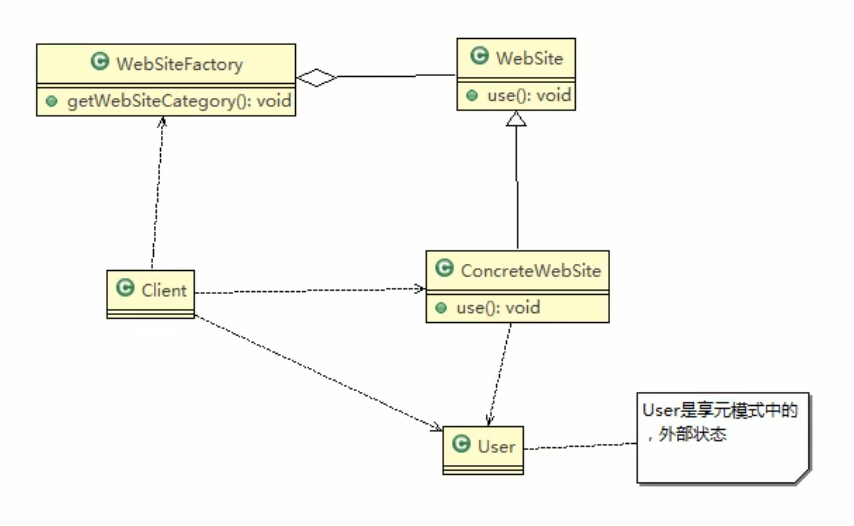 WebSiteFactory
getWebSiteCategory(): void
WebSite
use(): void
Client
ConcreteWebSite
use(): void
User
User是享元模式中的
，外部状态